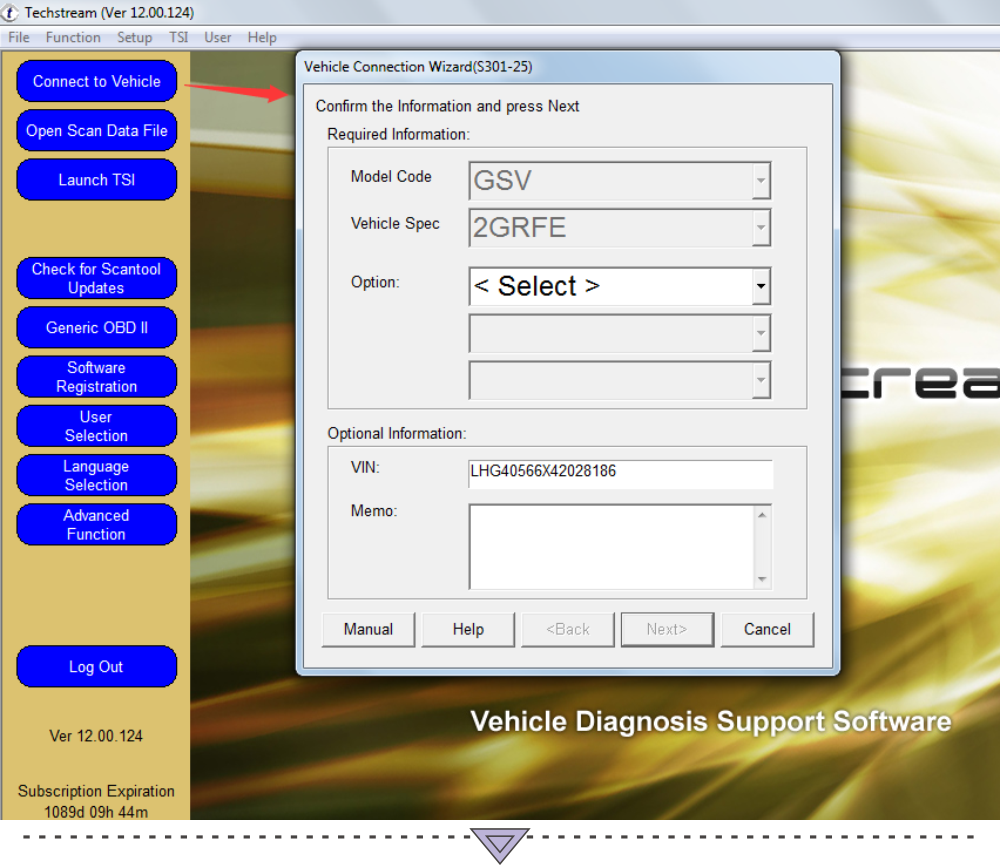 Techstream (Ver 12.00.124)
File Function Setup TSI User Help
Connect to Vehicle
Open Scan Data File
Launch TSI
Check for Scantool
Updates
Generic OBD II
Software
Registration
User
Selection
Language
Selection
Advanced
Function
Log Out
Ver 12.00.124
Subscription Expiration
1089d 09h 44m
Vehicle Connection Wizard(S301-25)
Confirm the Information and press Next
Required Information:
Model Code GSV
Vehicle Spec 2GRFE
Option: < Select >
Optional Information:
VIN: LHG40566X42028186
Memo:
Manual Help <Back Next> Cancel
crea
Vehicle Diagnosis Support Software